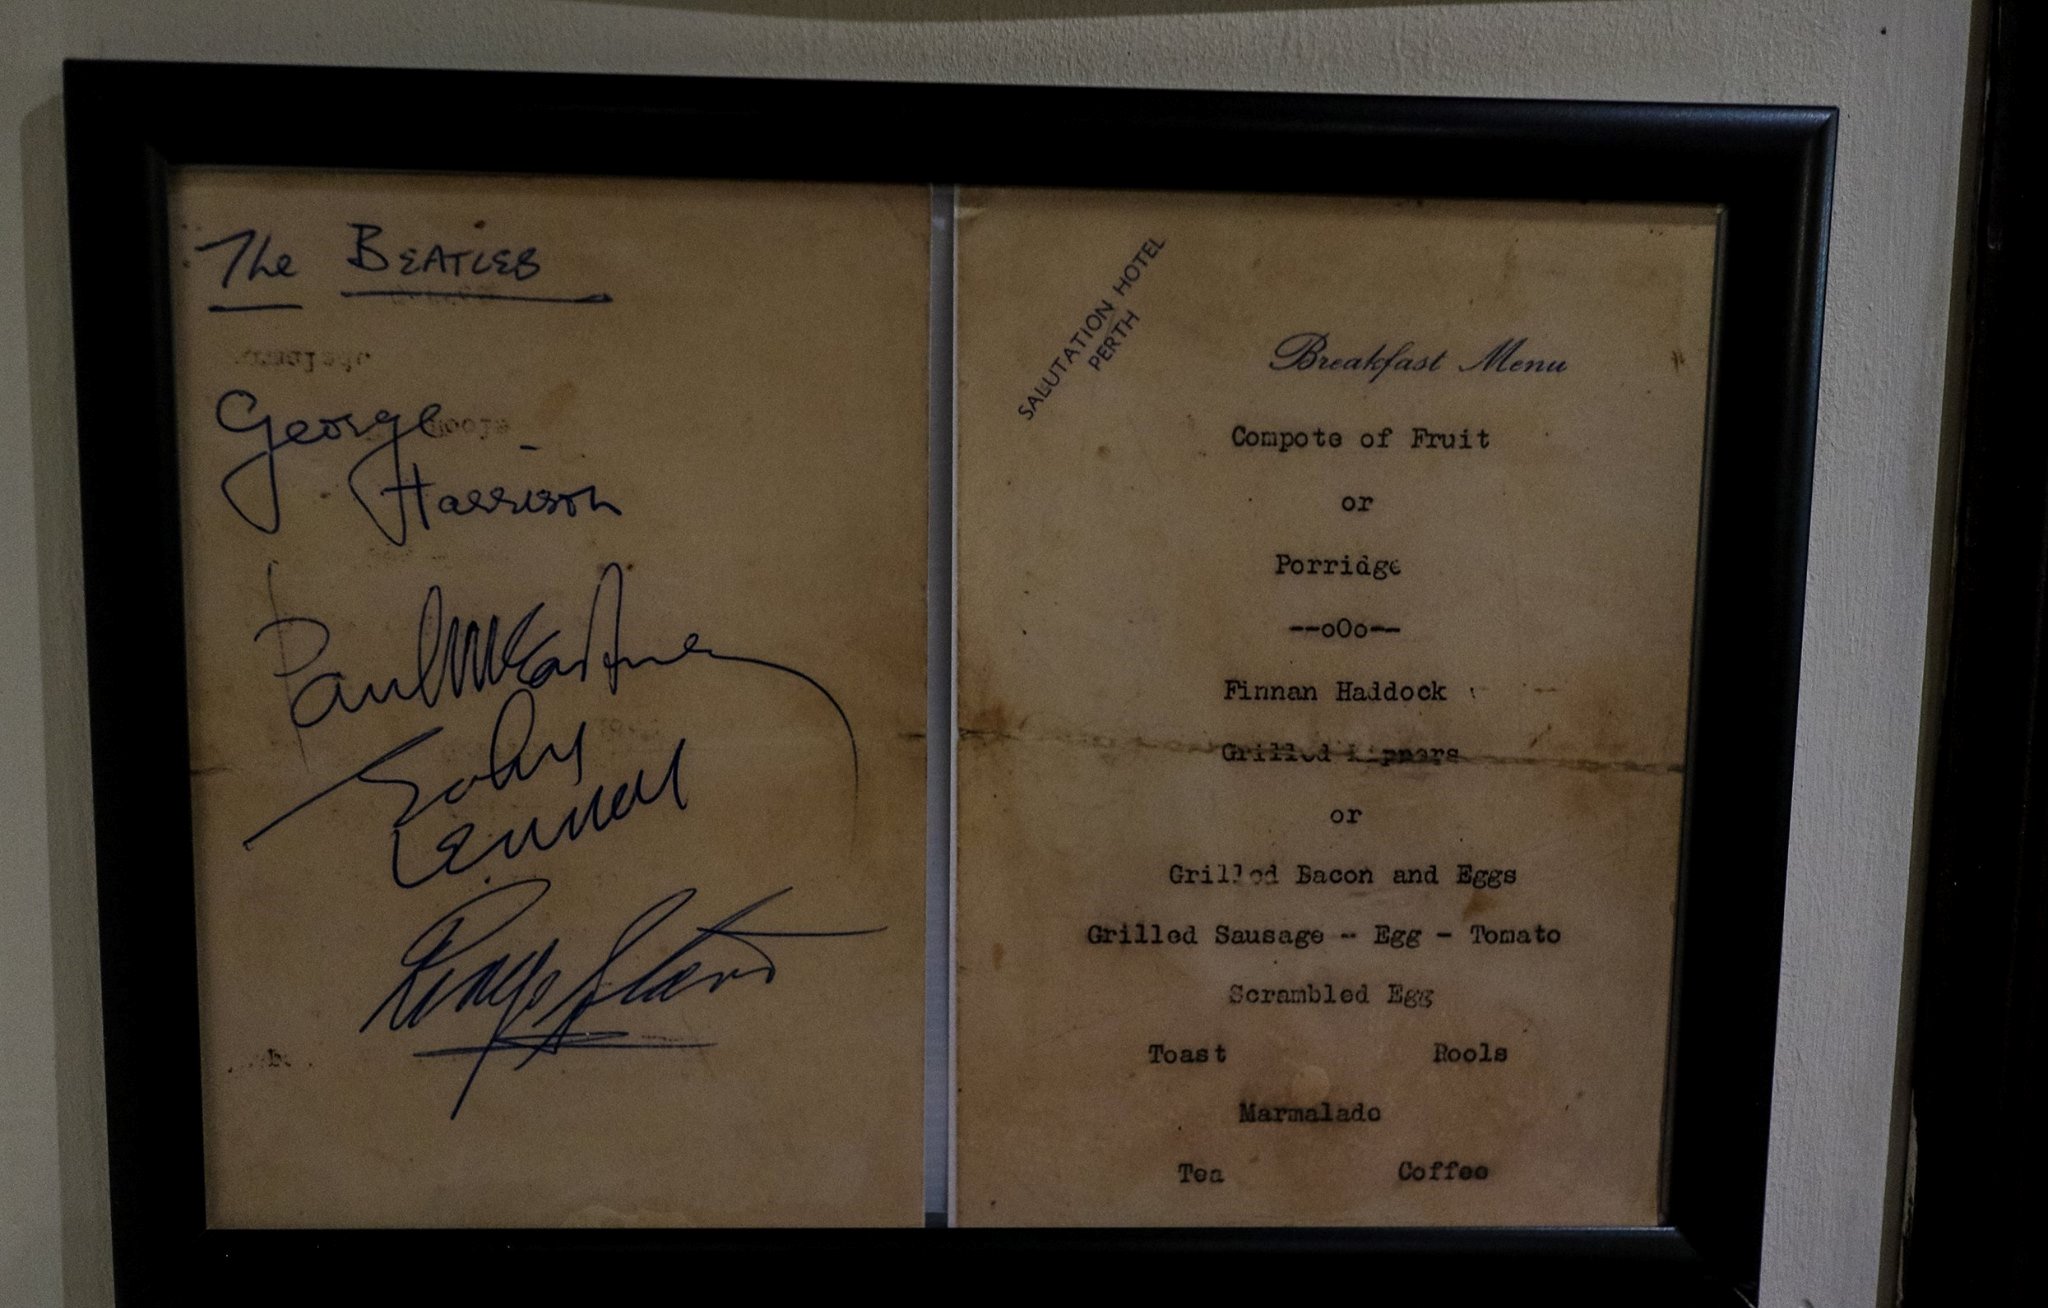 The BEATLES
George
Harrison
Paul McCartney
John
Lennon
Ringo Starr
SALUTATION HOTEL
PERTH
Breakfast Menu
Compote of Fruit
or
Porridge
--oOo--
Finnan Haddock
Grilled Kippers
or
Grilled Bacon and Eggs
Grilled Sausage - Egg - Tomato
Scrambled Egg
Toast Rools
Marmalade
Tea Coffee